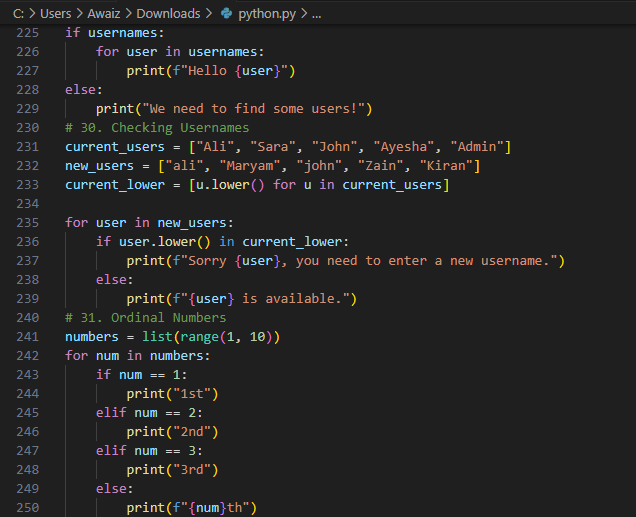 C: > Users > Awaiz > Downloads > python.py > ...
225 if usernames:
226     for user in usernames:
227         print(f"Hello {user}")
228 else:
229     print("We need to find some users!")
230 # 30. Checking Usernames
231 current_users = ["Ali", "Sara", "John", "Ayesha", "Admin"]
232 new_users = ["ali", "Maryam", "john", "Zain", "Kiran"]
233 current_lower = [u.lower() for u in current_users]
234
235 for user in new_users:
236     if user.lower() in current_lower:
237         print(f"Sorry {user}, you need to enter a new username.")
238     else:
239         print(f"{user} is available.")
240 # 31. Ordinal Numbers
241 numbers = list(range(1, 10))
242 for num in numbers:
243     if num == 1:
244         print("1st")
245     elif num == 2:
246         print("2nd")
247     elif num == 3:
248         print("3rd")
249     else:
250         print(f"{num}th")